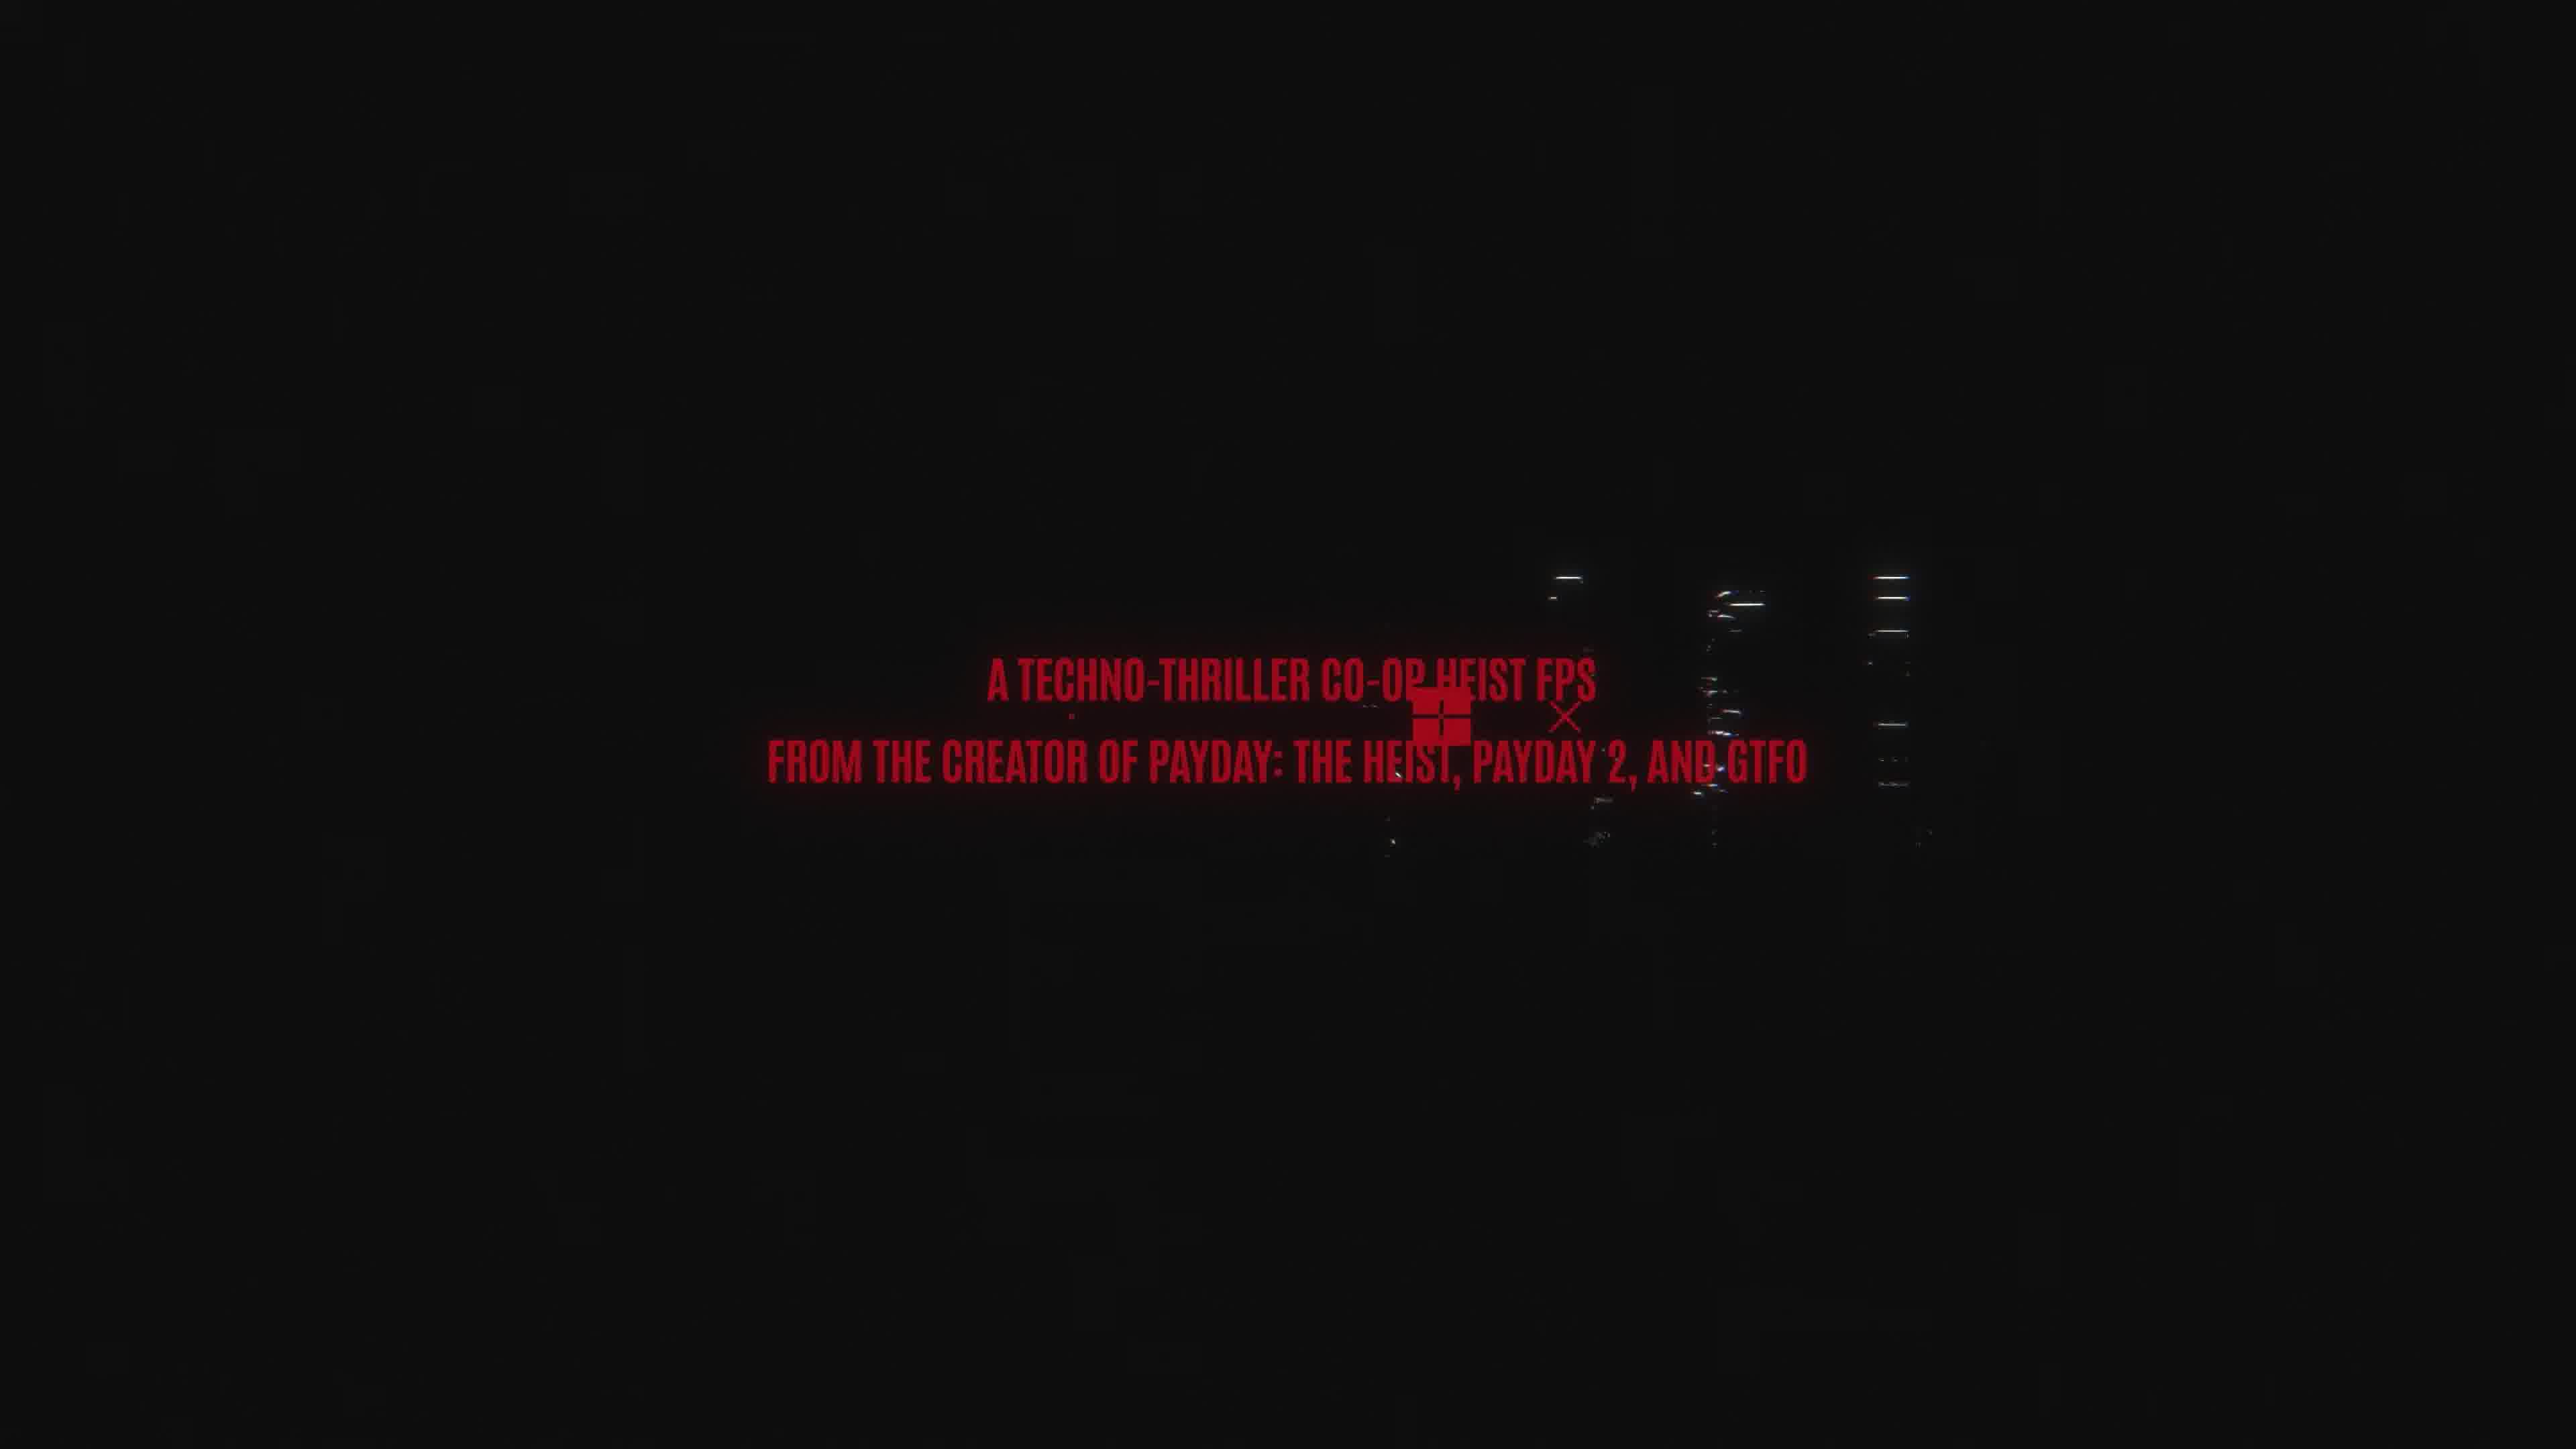 A TECHNO-THRILLER CO-OP HEIST FPS
FROM THE CREATOR OF PAYDAY: THE HEIST, PAYDAY 2, AND GTFO